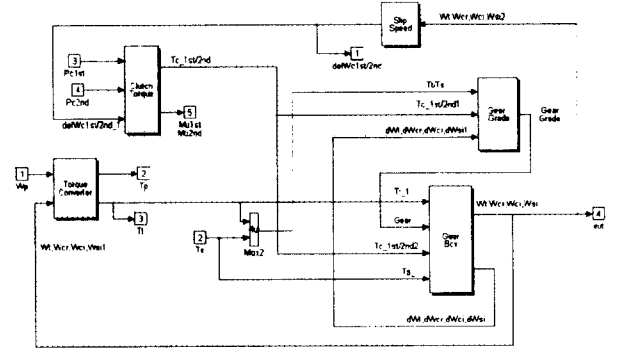 Slip
Speed
Wt,Wcr,Wci,Wsi2
1
delWc1st/2nd
3
Pc1st
4
Pc2nd
Clutch
Torque
Tc_1st/2nd
5
Mu1st
Mu2nd
delWc1st/2nd_1
Tt/Ts
Tc_1st/2nd1
dWt,dWcr,dWci,dWsi1
Gear
Grade
Gear
Grade
1
Wp
Torque
Converter
2
Tp
3
Tt
Wt,Wcr,Wci,Wsi1
2
Ts
Mux2
Tt_1
Gear
Tc_1st/2nd2
Ts_
Gear
Box
Wt,Wcr,Wci,Wsi
4
out
dWt,dWcr,dWci,dWsi